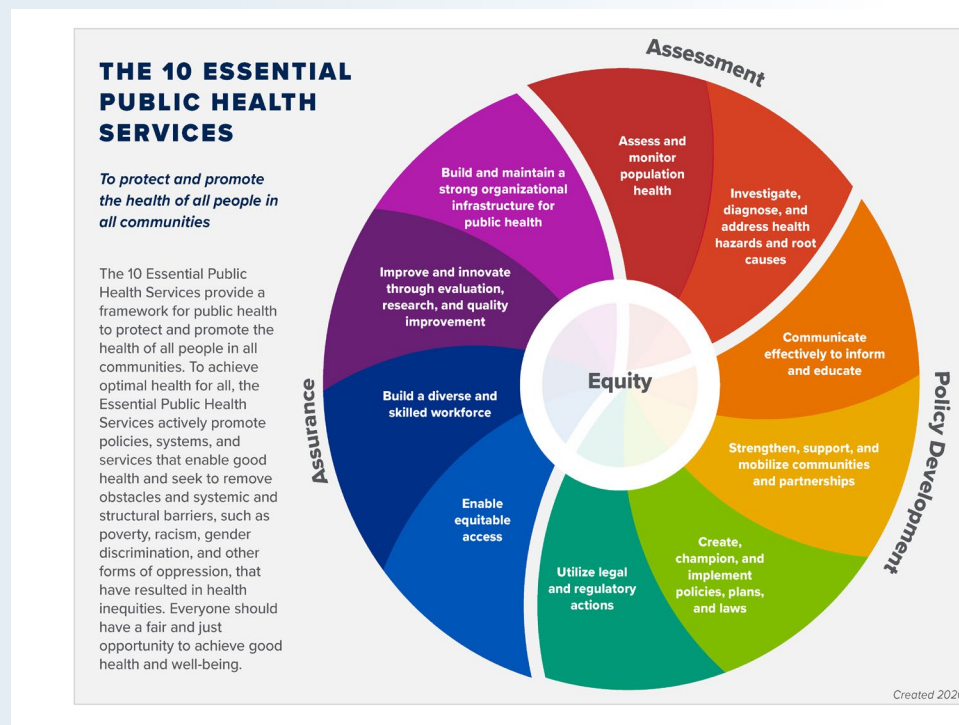 THE 10 ESSENTIAL
PUBLIC HEALTH
SERVICES
To protect and promote
the health of all people in
all communities
The 10 Essential Public
Health Services provide a
framework for public health
to protect and promote the
health of all people in all
communities. To achieve
optimal health for all, the
Essential Public Health
Services actively promote
policies, systems, and
services that enable good
health and seek to remove
obstacles and systemic and
structural barriers, such as
poverty, racism, gender
discrimination, and other
forms of oppression, that
have resulted in health
inequities. Everyone should
have a fair and just
opportunity to achieve good
health and well-being.
Assessment
Assess and
monitor
population
health
Investigate,
diagnose, and
address health
hazards and root
causes
Policy Development
Communicate
effectively to inform
and educate
Strengthen, support, and
mobilize communities
and partnerships
Create,
champion, and
implement
policies, plans,
and laws
Utilize legal
and regulatory
actions
Assurance
Enable
equitable
access
Build a diverse and
skilled workforce
Improve and innovate
through evaluation,
research, and quality
improvement
Build and maintain a
strong organizational
infrastructure for
public health
Equity
Created 2020